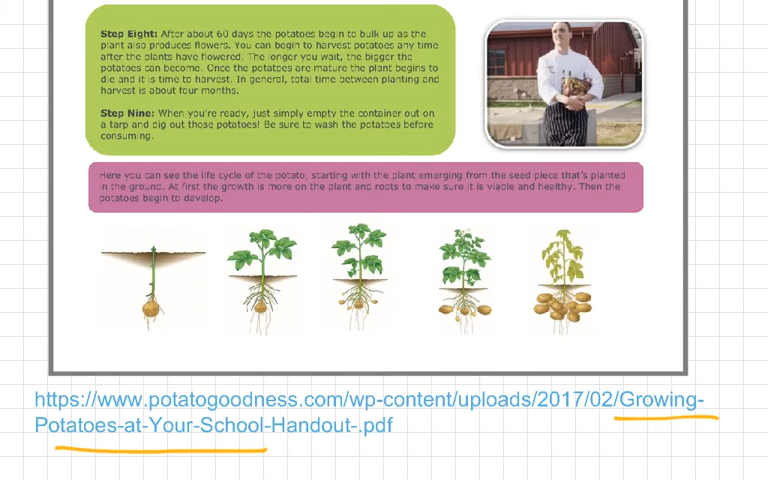 Step Eight: After about 60 days the potatoes begin to bulk up as the
plant also produces flowers. You can begin to harvest potatoes any time
after the plants have flowered. The longer you wait, the bigger the
potatoes can become. Once the potatoes are mature the plant begins to
die and it is time to harvest. In general, total time between planting and
harvest is about four months.
Step Nine: When you're ready, just simply empty the container out on
a tarp and dig out those potatoes! Be sure to wash the potatoes before
consuming.
Here you can see the life cycle of the potato, starting with the plant emerging from the seed piece that's planted
in the ground. At first the growth is more on the plant and roots to make sure it is viable and healthy. Then the
potatoes begin to develop.
https://www.potatogoodness.com/wp-content/uploads/2017/02/Growing-
Potatoes-at-Your-School-Handout-.pdf